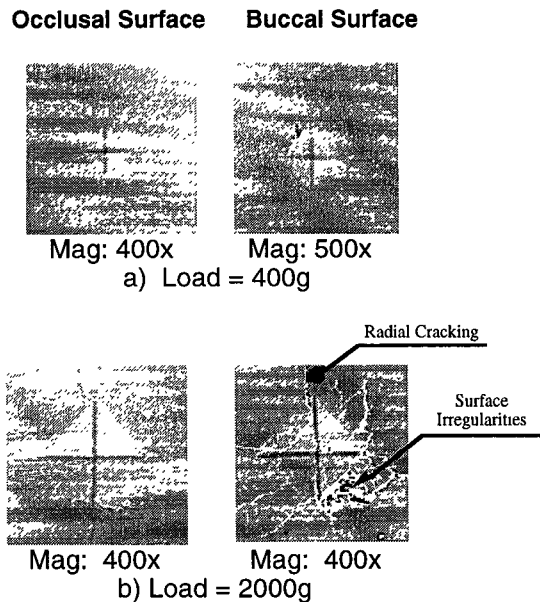 Occlusal Surface Buccal Surface
Mag: 400x Mag: 500x
a) Load = 400g
Radial Cracking
Surface
Irregularities
Mag: 400x Mag: 400x
b) Load = 2000g